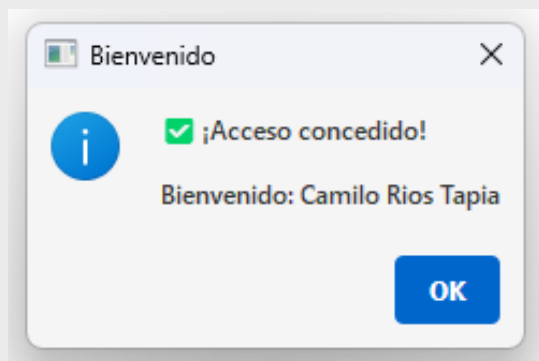 Bienvenido
✅ ¡Acceso concedido!
Bienvenido: Camilo Rios Tapia
OK